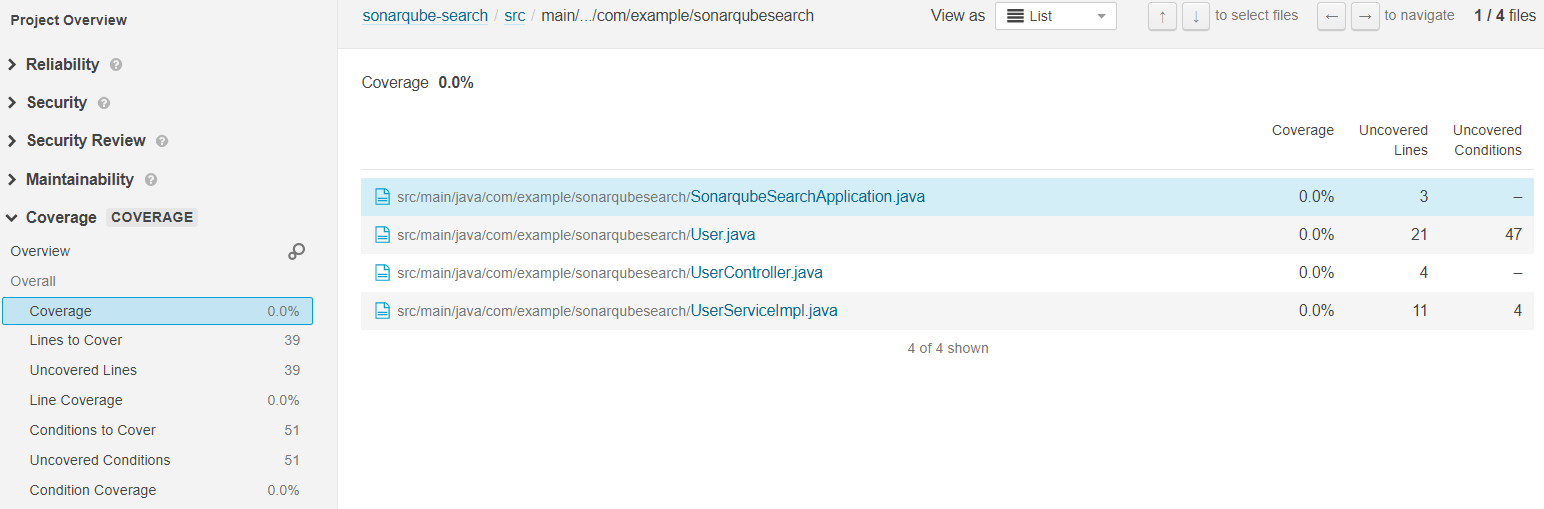 Project Overview
sonarqube-search / src / main/.../com/example/sonarqubesearch
View as List ↑ ↓ to select files ← → to navigate 1 / 4 files
Reliability ?
Security ?
Security Review ?
Maintainability ?
Coverage COVERAGE
Overview
Overall
Coverage 0.0%
Lines to Cover 39
Uncovered Lines 39
Line Coverage 0.0%
Conditions to Cover 51
Uncovered Conditions 51
Condition Coverage 0.0%
Coverage 0.0%
Coverage Uncovered Lines Uncovered Conditions
src/main/java/com/example/sonarqubesearch/SonarqubeSearchApplication.java 0.0% 3 –
src/main/java/com/example/sonarqubesearch/User.java 0.0% 21 47
src/main/java/com/example/sonarqubesearch/UserController.java 0.0% 4 –
src/main/java/com/example/sonarqubesearch/UserServiceImpl.java 0.0% 11 4
4 of 4 shown